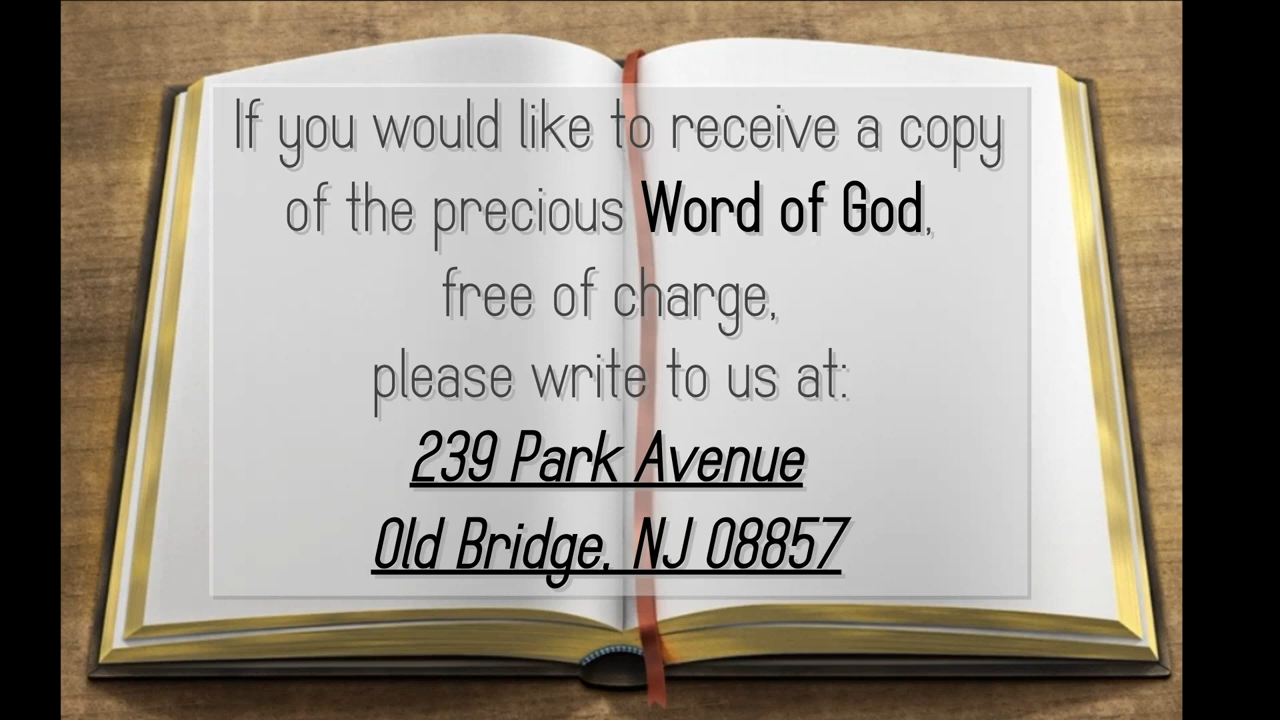 If you would like to receive a copy
of the precious Word of God,
free of charge,
please write to us at:
239 Park Avenue
Old Bridge, NJ 08857